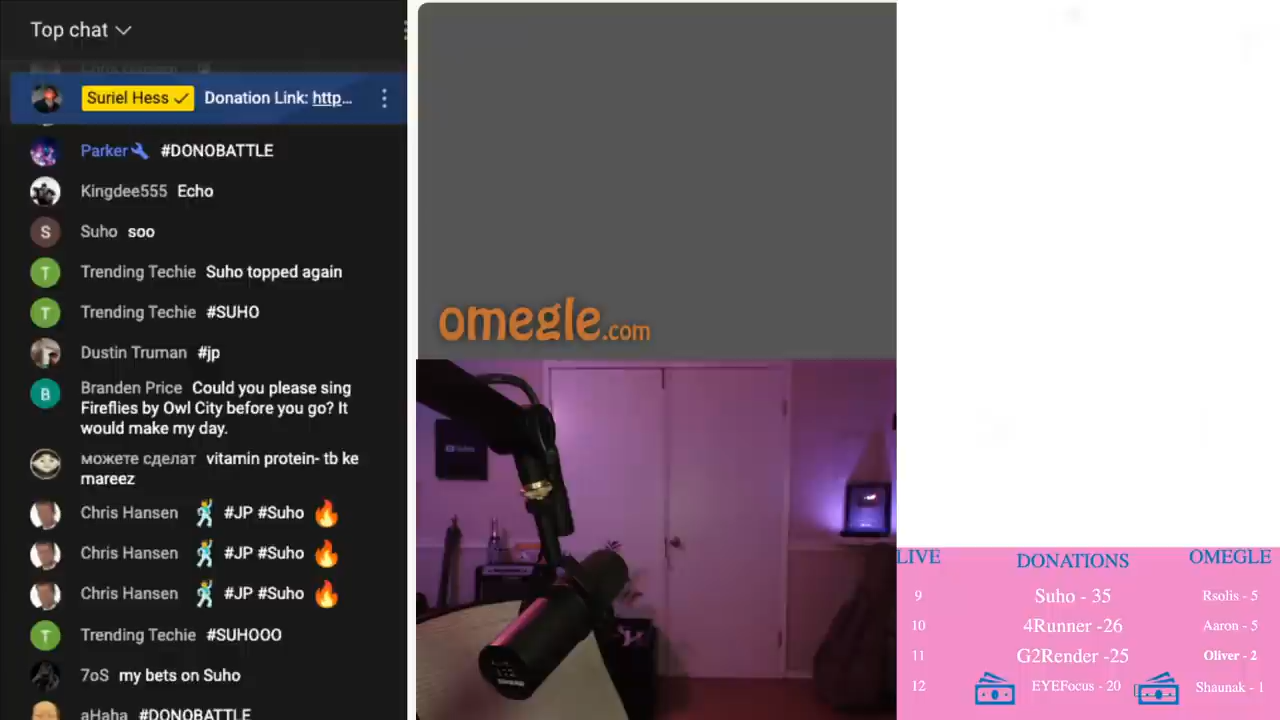 Top chat
Suriel Hess Donation Link: http...
Parker #DONOBATTLE
Kingdee555 Echo
S Suho soo
T Trending Techie Suho topped again
T Trending Techie #SUHO
Dustin Truman #jp
B Branden Price Could you please sing
Fireflies by Owl City before you go? It
would make my day.
можете сделат vitamin protein- tb ke
mareez
Chris Hansen #JP #Suho
Chris Hansen #JP #Suho
Chris Hansen #JP #Suho
T Trending Techie #SUHOOO
7oS my bets on Suho
aHaha #DONOBATTLE
omegle.com
LIVE DONATIONS OMEGLE
9 Suho - 35 Rsolis - 5
10 4Runner -26 Aaron - 5
11 G2Render -25 Oliver - 2
12 EYEFocus - 20 Shaunak - 1